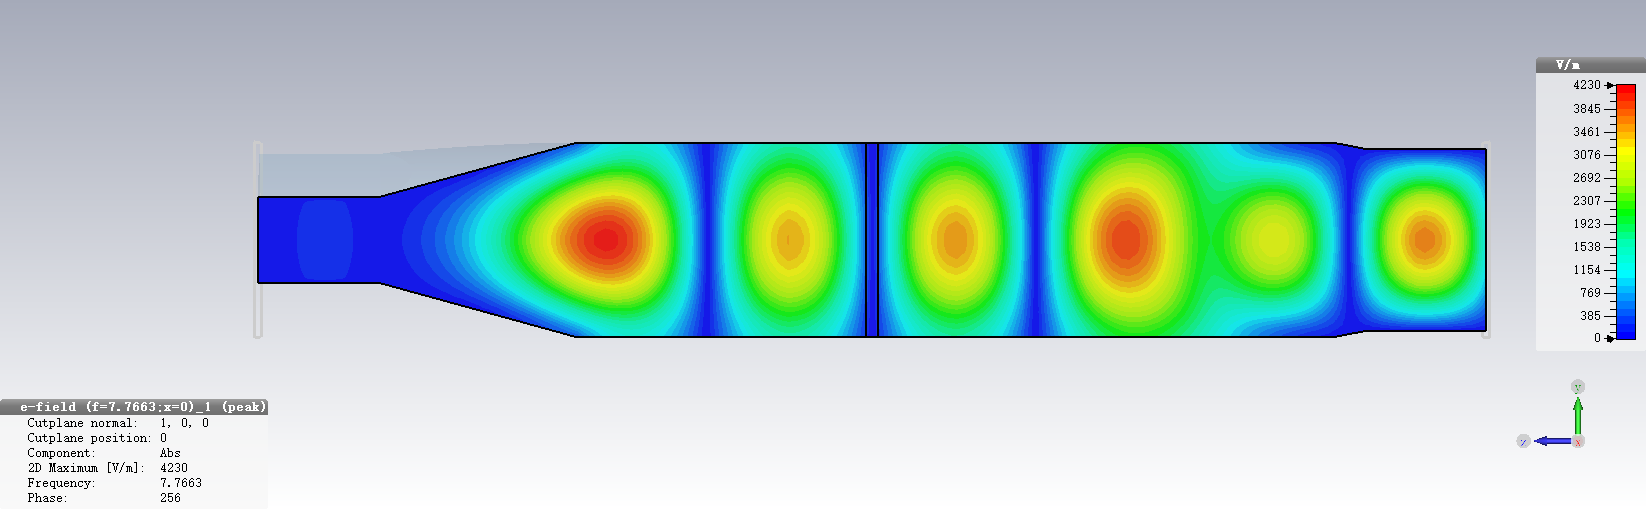 V/m
4230
3845
3461
3076
2692
2307
1923
1538
1154
769
385
0
y
z
x
e-field (f=7.7663;x=0)_1 (peak)
Cutplane normal: 1, 0, 0
Cutplane position: 0
Component: Abs
2D Maximum [V/m]: 4230
Frequency: 7.7663
Phase: 256